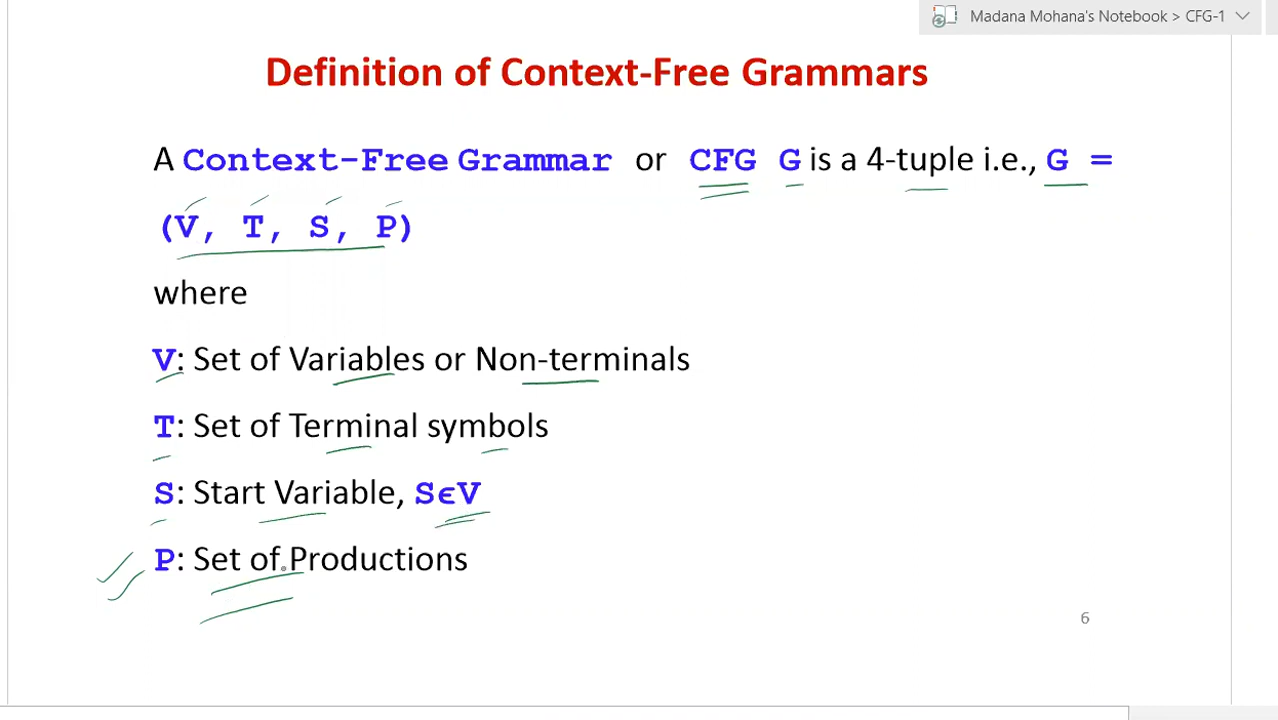 Madana Mohana's Notebook > CFG-1
Definition of Context-Free Grammars
A Context-Free Grammar or CFG G is a 4-tuple i.e., G =
(V, T, S, P)
where
V: Set of Variables or Non-terminals
T: Set of Terminal symbols
S: Start Variable, SϵV
P: Set of Productions
6